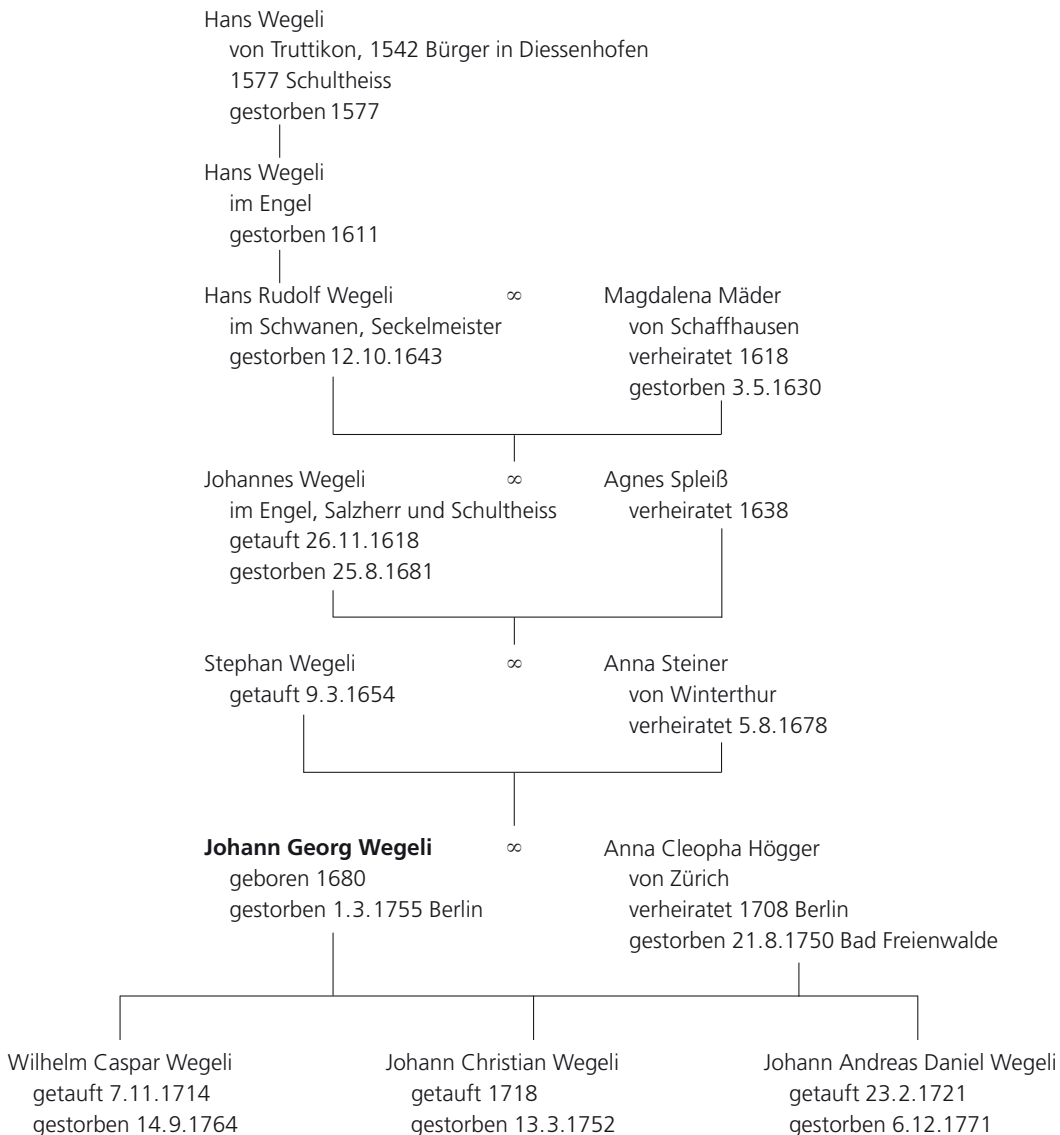 Hans Wegeli
von Truttikon, 1542 Bürger in Diessenhofen
1577 Schultheiss
gestorben 1577
Hans Wegeli
im Engel
gestorben 1611
Hans Rudolf Wegeli ∞ Magdalena Mäder
im Schwanen, Seckelmeister von Schaffhausen
gestorben 12.10.1643 verheiratet 1618
gestorben 3.5.1630
Johannes Wegeli ∞ Agnes Spleiß
im Engel, Salzherr und Schultheiss verheiratet 1638
getauft 26.11.1618
gestorben 25.8.1681
Stephan Wegeli ∞ Anna Steiner
getauft 9.3.1654 von Winterthur
verheiratet 5.8.1678
Johann Georg Wegeli ∞ Anna Cleopha Högger
geboren 1680 von Zürich
gestorben 1.3.1755 Berlin verheiratet 1708 Berlin
gestorben 21.8.1750 Bad Freienwalde
Wilhelm Caspar Wegeli Johann Christian Wegeli Johann Andreas Daniel Wegeli
getauft 7.11.1714 getauft 1718 getauft 23.2.1721
gestorben 14.9.1764 gestorben 13.3.1752 gestorben 6.12.1771